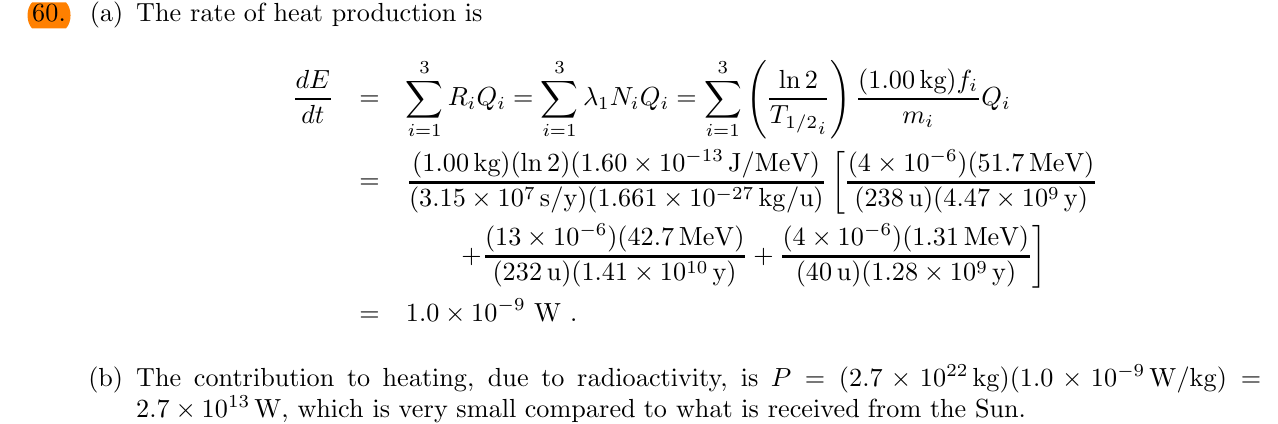 60. (a) The rate of heat production is
dE/dt = ∑_{i=1}^{3} R_i Q_i = ∑_{i=1}^{3} λ_1 N_i Q_i = ∑_{i=1}^{3} (ln 2 / T_{1/2_i}) (1.00 kg)f_i / m_i Q_i
= (1.00 kg)(ln 2)(1.60 × 10^{−13} J/MeV) / (3.15 × 10^7 s/y)(1.661 × 10^{−27} kg/u) [ (4 × 10^{−6})(51.7 MeV) / (238 u)(4.47 × 10^9 y)
+ (13 × 10^{−6})(42.7 MeV) / (232 u)(1.41 × 10^{10} y) + (4 × 10^{−6})(1.31 MeV) / (40 u)(1.28 × 10^9 y) ]
= 1.0 × 10^{−9} W .
(b) The contribution to heating, due to radioactivity, is P = (2.7 × 10^{22} kg)(1.0 × 10^{−9} W/kg) =
2.7 × 10^{13} W, which is very small compared to what is received from the Sun.